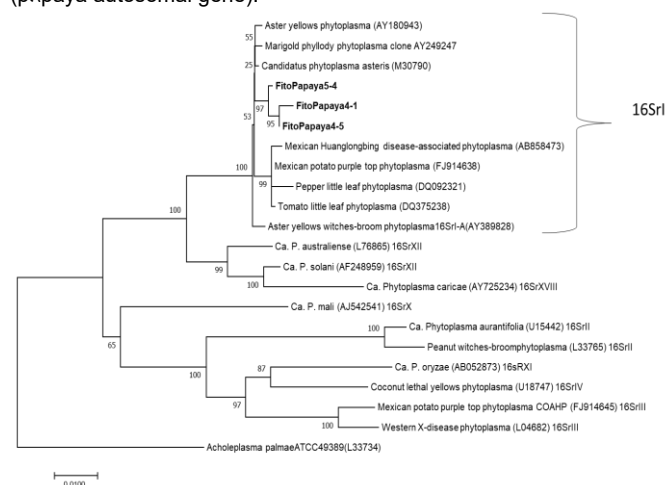 (papaya autosomal gene).
55
Aster yellows phytoplasma (AY180943)
Marigold phyllody phytoplasma clone AY249247
25
Candidatus phytoplasma asteris (M30790)
FitoPapaya5-4
97
FitoPapaya4-1
53
95
FitoPapaya4-5
16SrI
Mexican Huanglongbing disease-associated phytoplasma (AB858473)
100
Mexican potato purple top phytoplasma (FJ914638)
99
Pepper little leaf phytoplasma (DQ092321)
Tomato little leaf phytoplasma (DQ375238)
100
Aster yellows witches-broom phytoplasma16SrI-A(AY389828)
Ca. P. australiense (L76865) 16SrXII
99
Ca. P. solani (AF248959) 16SrXII
100
Ca. Phytoplasma caricae (AY725234) 16SrXVIII
Ca. P. mali (AJ542541) 16SrX
65
100
Ca. Phytoplasma aurantifolia (U15442) 16SrII
Peanut witches-broomphytoplasma (L33765) 16SrII
100
87
Ca. P. oryzae (AB052873) 16sRXI
Coconut lethal yellows phytoplasma (U18747) 16SrIV
97
Mexican potato purple top phytoplasma COAHP (FJ914645) 16SrIII
100
Western X-disease phytoplasma (L04682) 16SrIII
Acholeplasma palmaeATCC49389(L33734)
0.0100